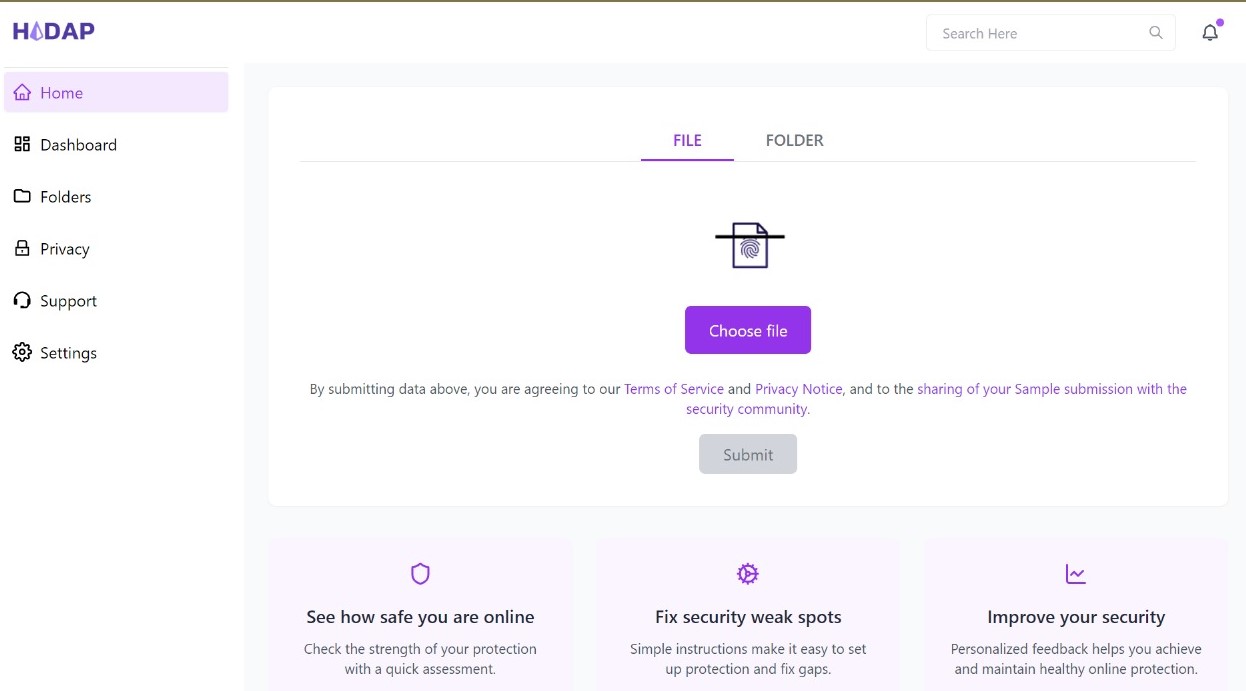 HADAP
Search Here
Home
Dashboard
Folders
Privacy
Support
Settings
FILE
FOLDER
Choose file
By submitting data above, you are agreeing to our Terms of Service and Privacy Notice, and to the sharing of your Sample submission with the
security community.
Submit
See how safe you are online
Check the strength of your protection
with a quick assessment.
Fix security weak spots
Simple instructions make it easy to set
up protection and fix gaps.
Improve your security
Personalized feedback helps you achieve
and maintain healthy online protection.